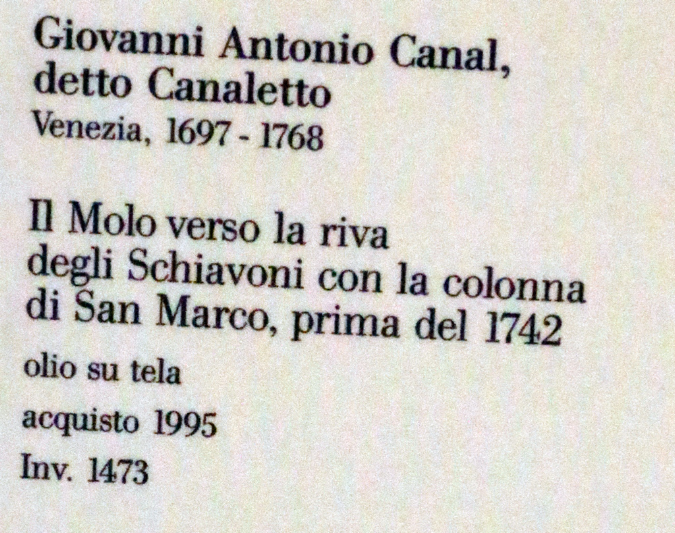 Giovanni Antonio Canal,
detto Canaletto
Venezia, 1697 - 1768
Il Molo verso la riva
degli Schiavoni con la colonna
di San Marco, prima del 1742
olio su tela
acquisto 1995
Inv. 1473